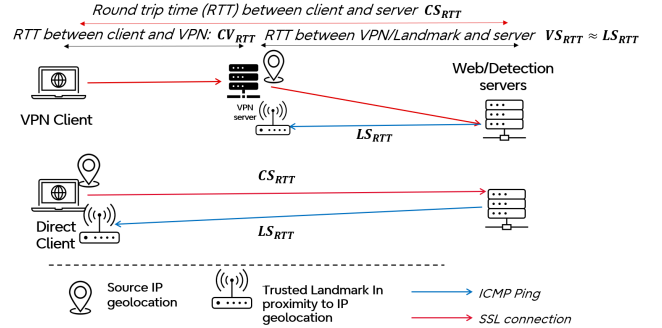 Round trip time (RTT) between client and server CS_RTT
RTT between client and VPN: CV_RTT RTT between VPN/Landmark and server VS_RTT ≈ LS_RTT
Web/Detection
servers
VPN Client
VPN
server
LS_RTT
CS_RTT
LS_RTT
Direct
Client
Source IP
geolocation
Trusted Landmark In
proximity to IP
geolocation
ICMP Ping
SSL connection